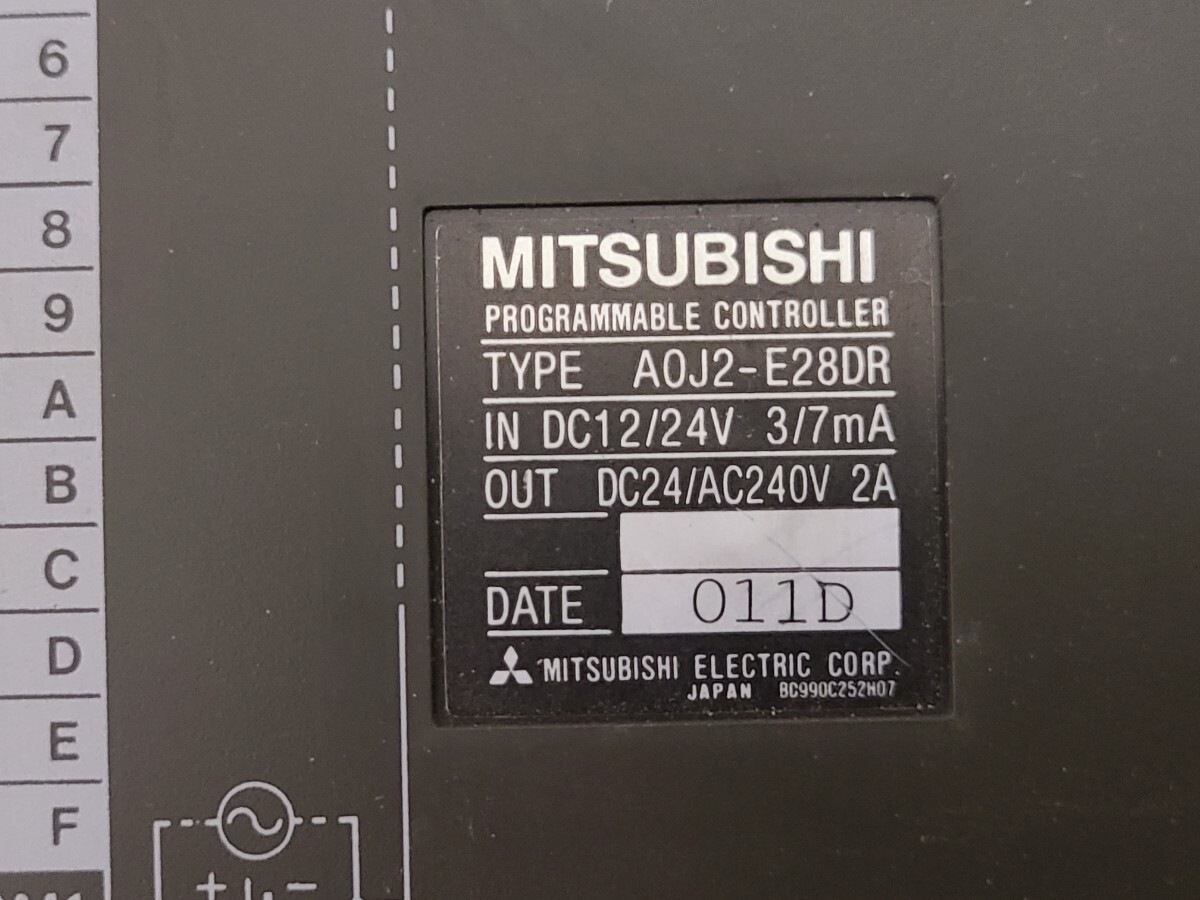 6
7
8
9
A
B
C
D
E
F
MITSUBISHI
PROGRAMMABLE CONTROLLER
TYPE A0J2-E28DR
IN DC12/24V 3/7mA
OUT DC24/AC240V 2A
DATE 011D
MITSUBISHI ELECTRIC CORP.
JAPAN BC990C252H07
+ -